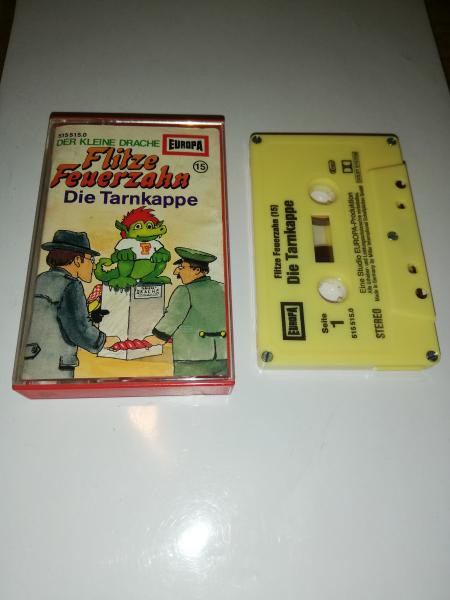 515 515.0
DER KLEINE DRACHE
EUROPA
Flitze
Feuerzahn
15
Die Tarnkappe
FF
Flitze Feuerzahn (15)
Die Tarnkappe
EUROPA
Seite
1
515 515.0
STEREO
Eine Studio EUROPA-Produktion